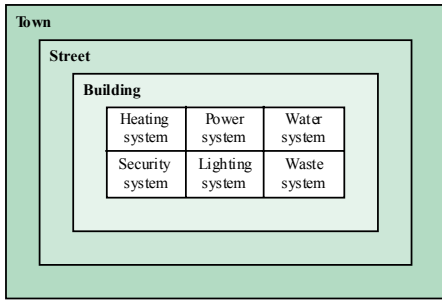 Town
Street
Building
Heating Power Water
system system system
Security Lighting Waste
system system system